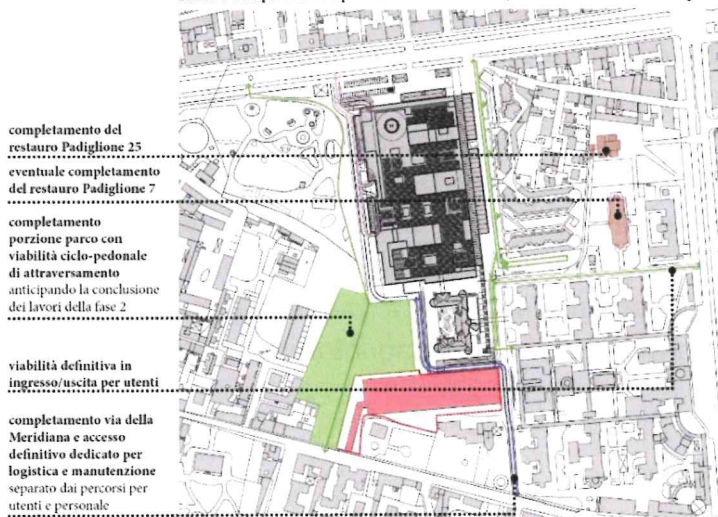 completamento del
restauro Padiglione 25
eventuale completamento
del restauro Padiglione 7
completamento
porzione parco con
viabilità ciclo-pedonale
di attraversamento
anticipando la conclusione
dei lavori della fase 2
viabilità definitiva in
ingresso/uscita per utenti
completamento via della
Meridiana e accesso
definitivo dedicato per
logistica e manutenzione
separato dai percorsi per
utenti e personale